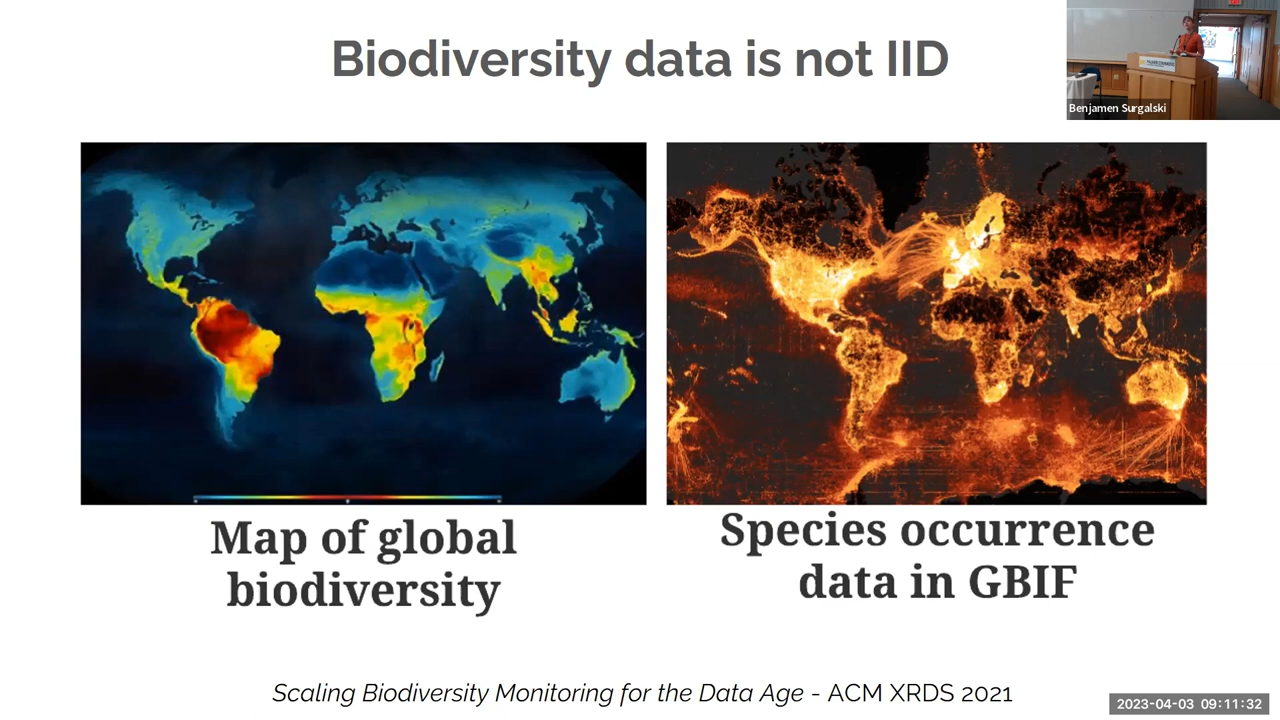 Biodiversity data is not IID
Benjamen Surgalski
Map of global
biodiversity
Species occurrence
data in GBIF
Scaling Biodiversity Monitoring for the Data Age - ACM XRDS 2021
2023-04-03 09:11:32